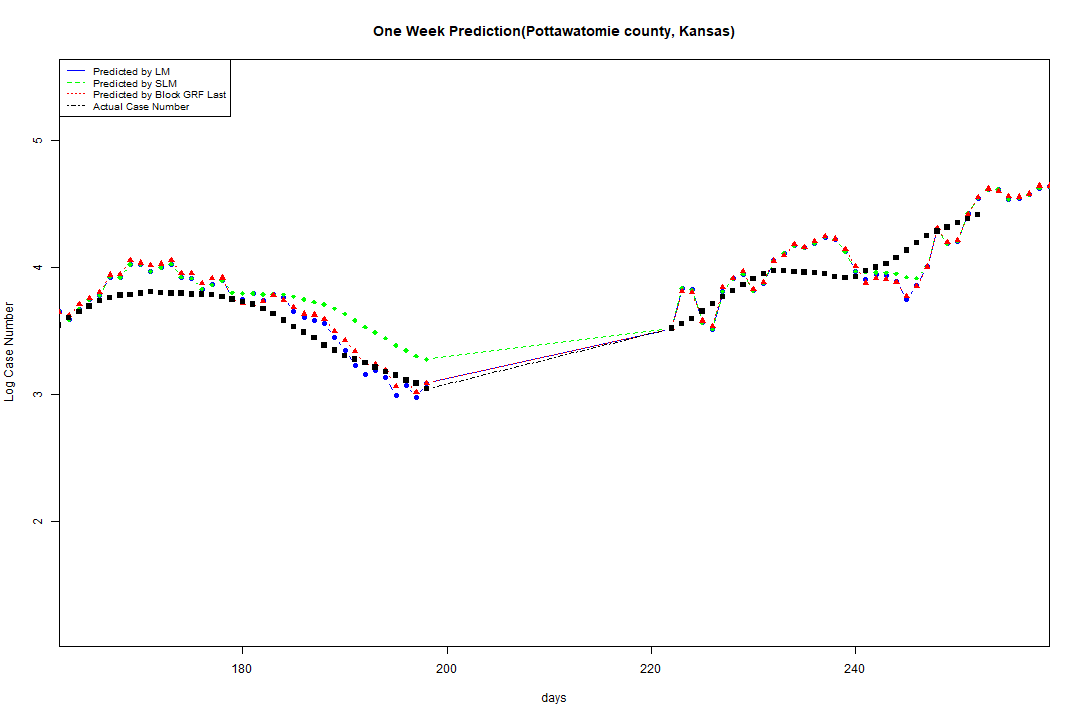 One Week Prediction(Pottawatomie county, Kansas)
Predicted by LM
Predicted by SLM
Predicted by Block GRF Last
Actual Case Number
5
4
3
2
Log Case Number
180
200
220
240
days